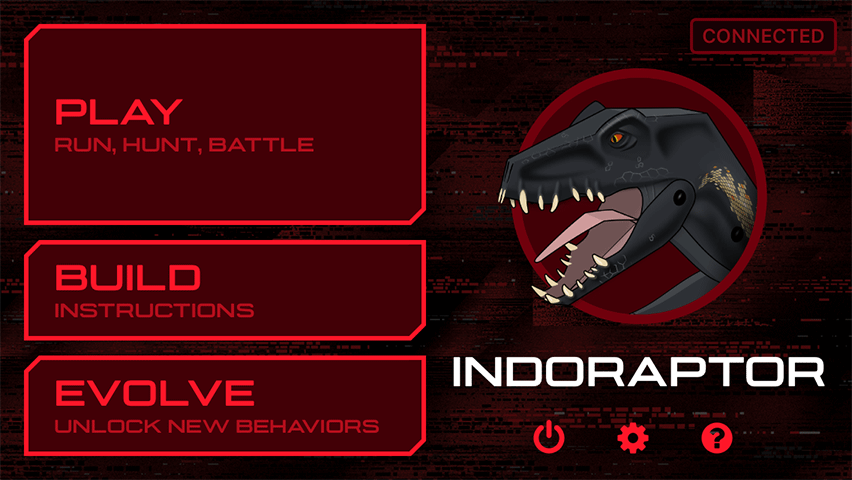 CONNECTED
PLAY
RUN, HUNT, BATTLE
BUILD
INSTRUCTIONS
EVOLVE
UNLOCK NEW BEHAVIORS
INDORAPTOR
?